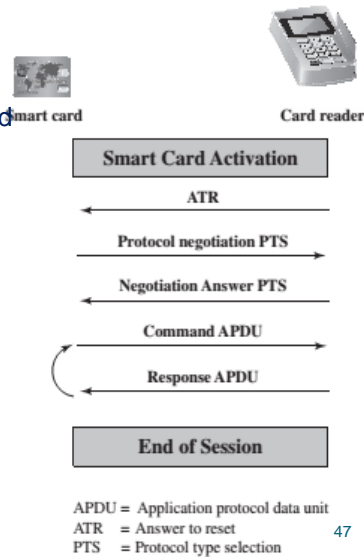 d
Smart card
Card reader
Smart Card Activation
ATR
Protocol negotiation PTS
Negotiation Answer PTS
Command APDU
Response APDU
End of Session
APDU = Application protocol data unit
ATR = Answer to reset
PTS = Protocol type selection
47